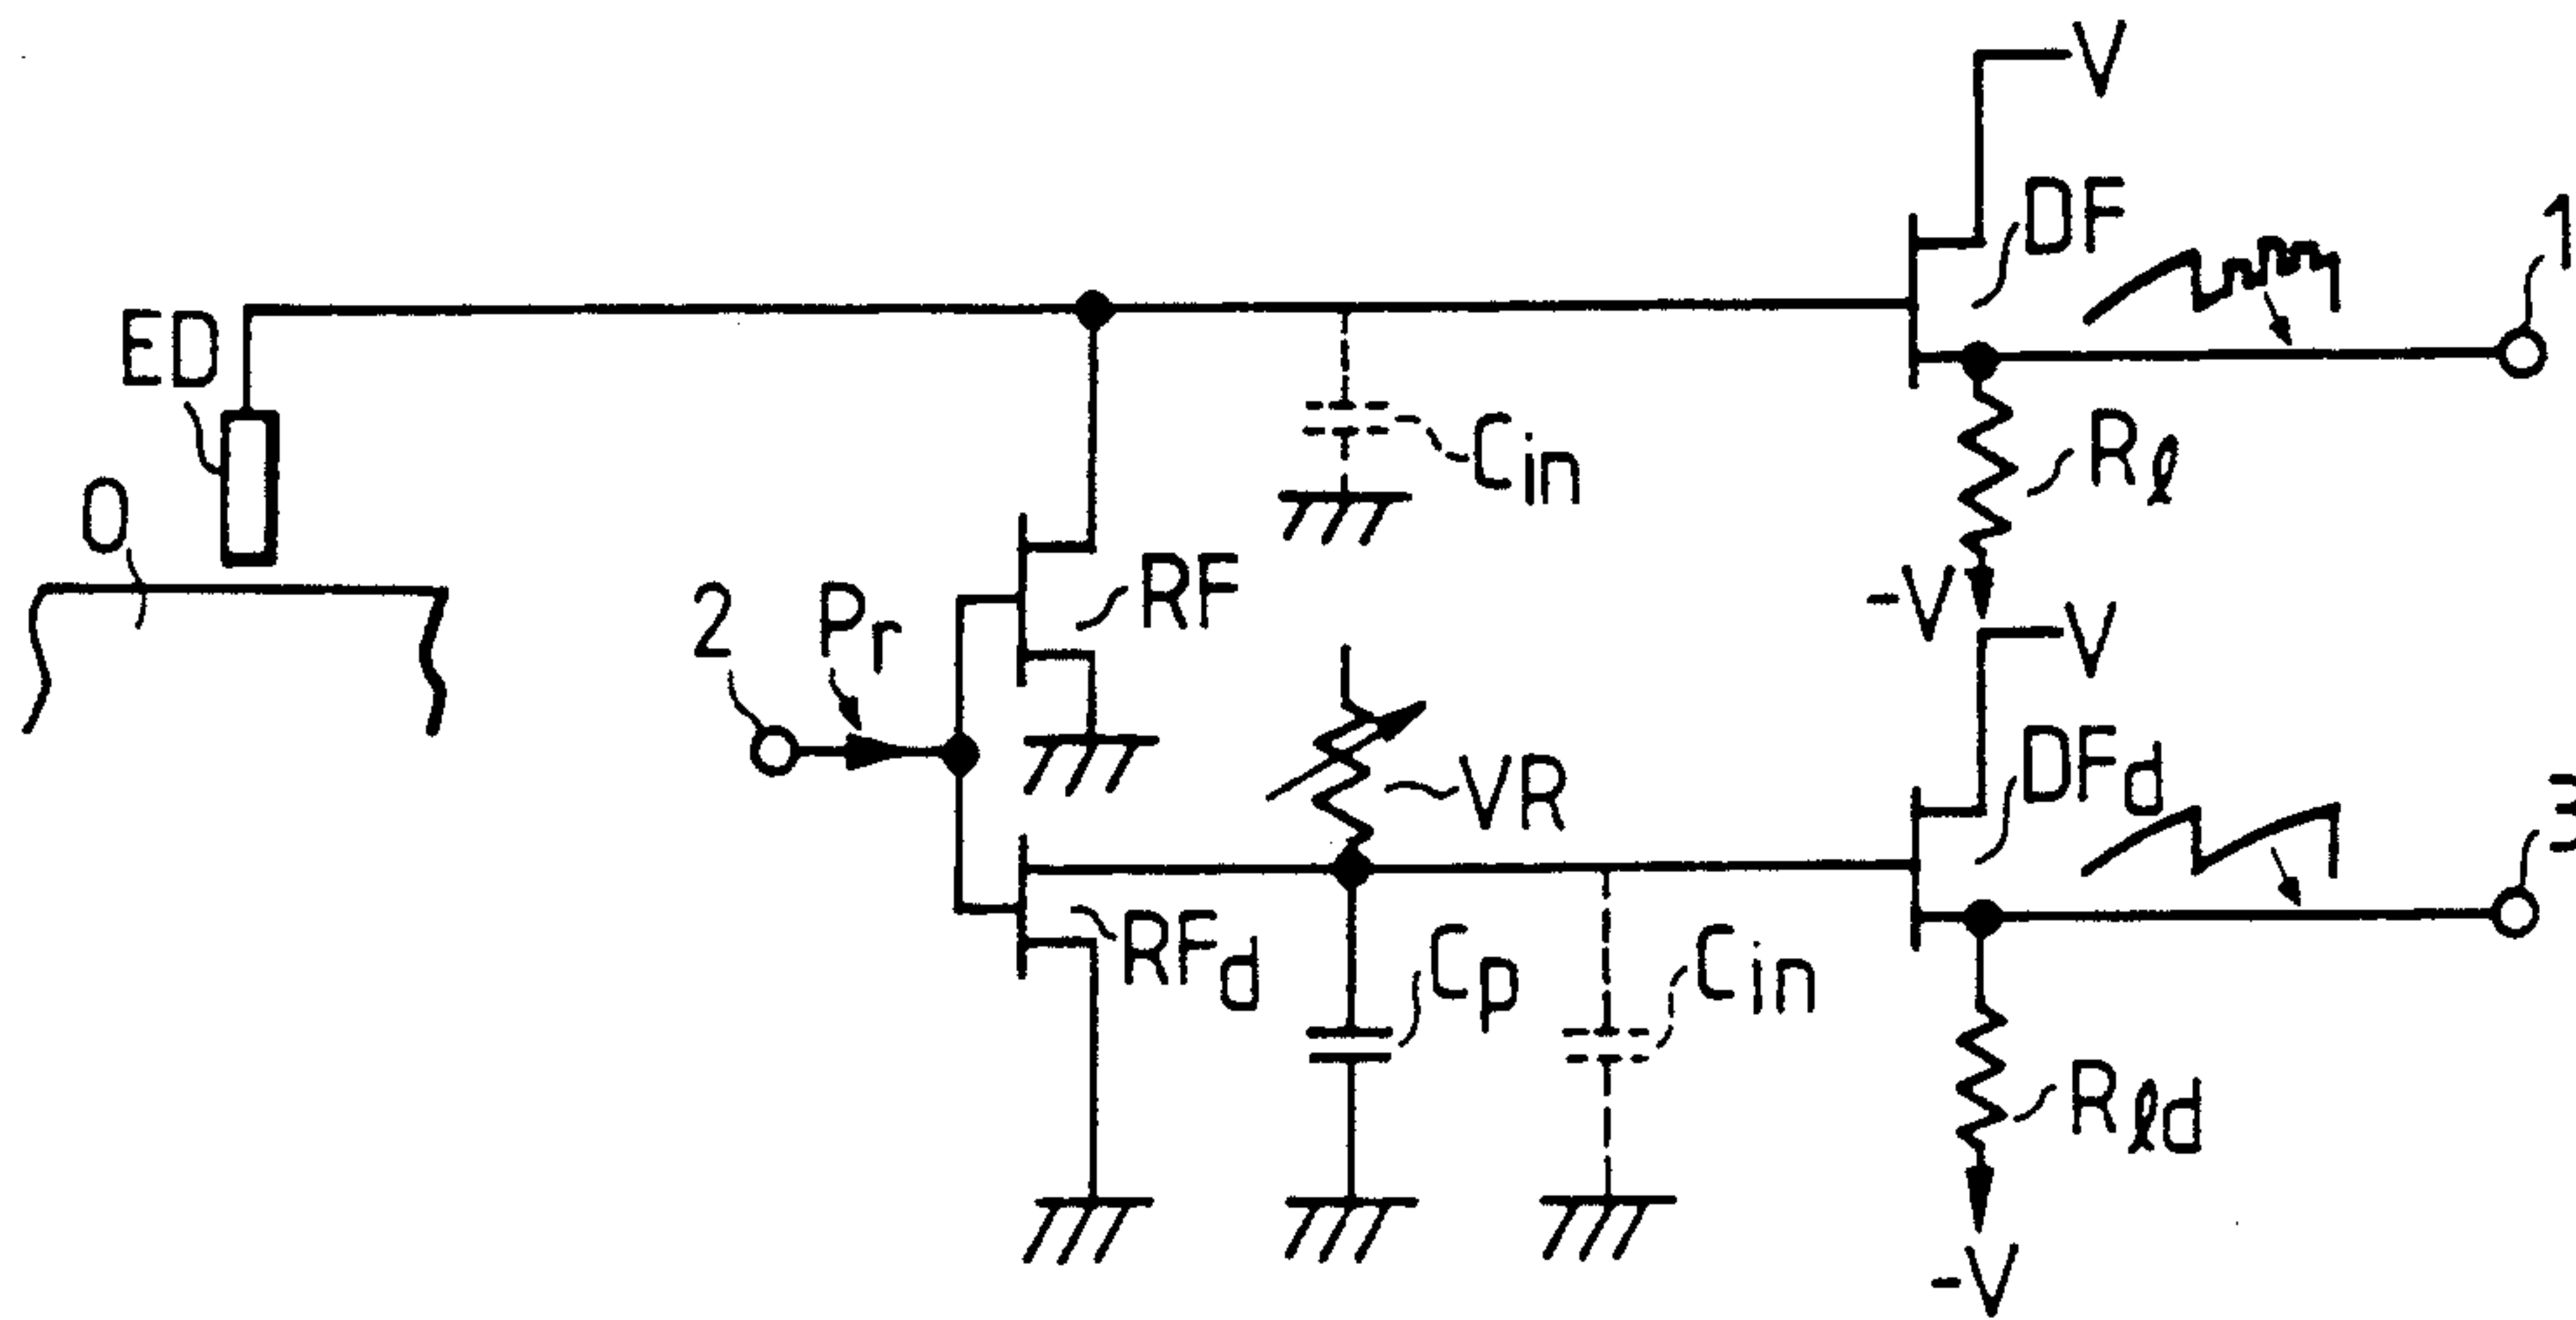 V
DF
1
ED
Rℓ
Cin
O
RF
2
Pr
-V
V
VR
DFd
3
RFd
Cp
Cin
Rℓd
-V